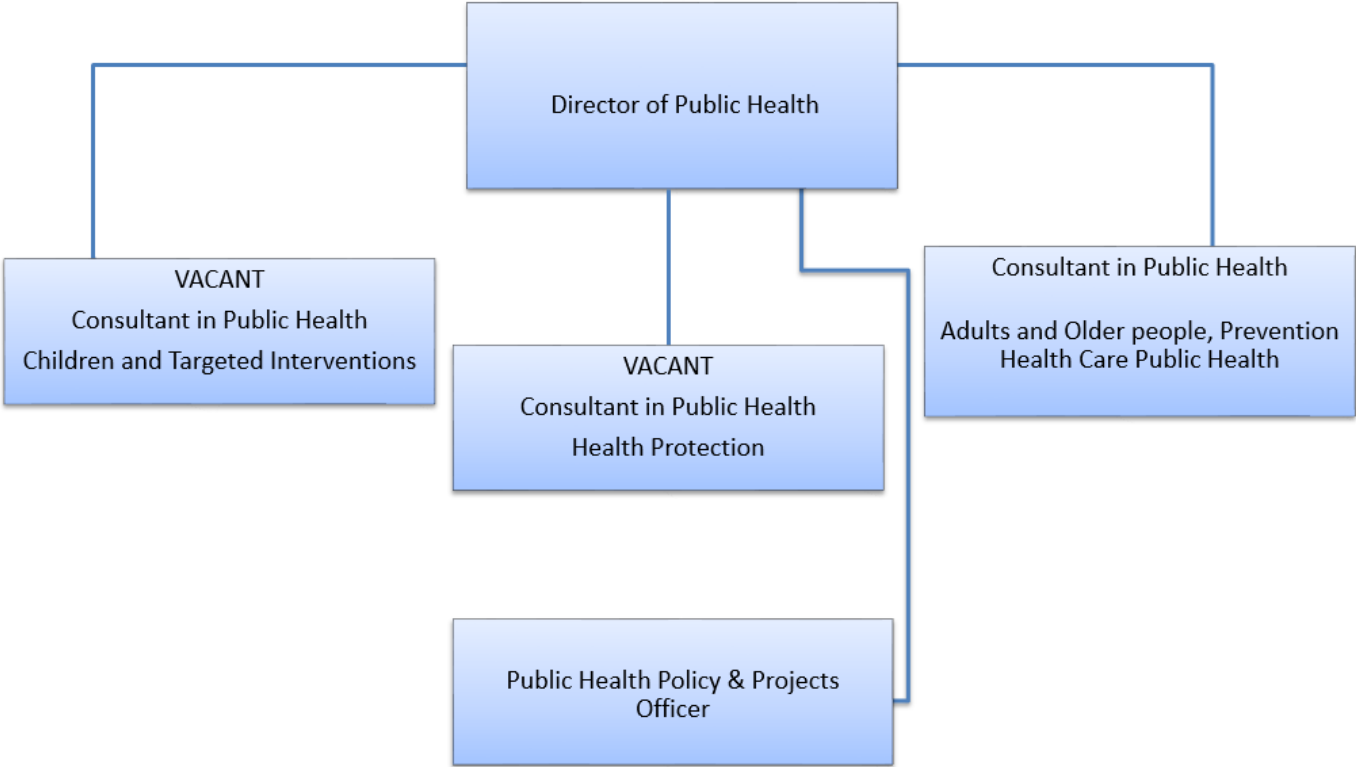 Director of Public Health
VACANT
Consultant in Public Health
Children and Targeted Interventions
VACANT
Consultant in Public Health
Health Protection
Consultant in Public Health
Adults and Older people, Prevention
Health Care Public Health
Public Health Policy & Projects
Officer